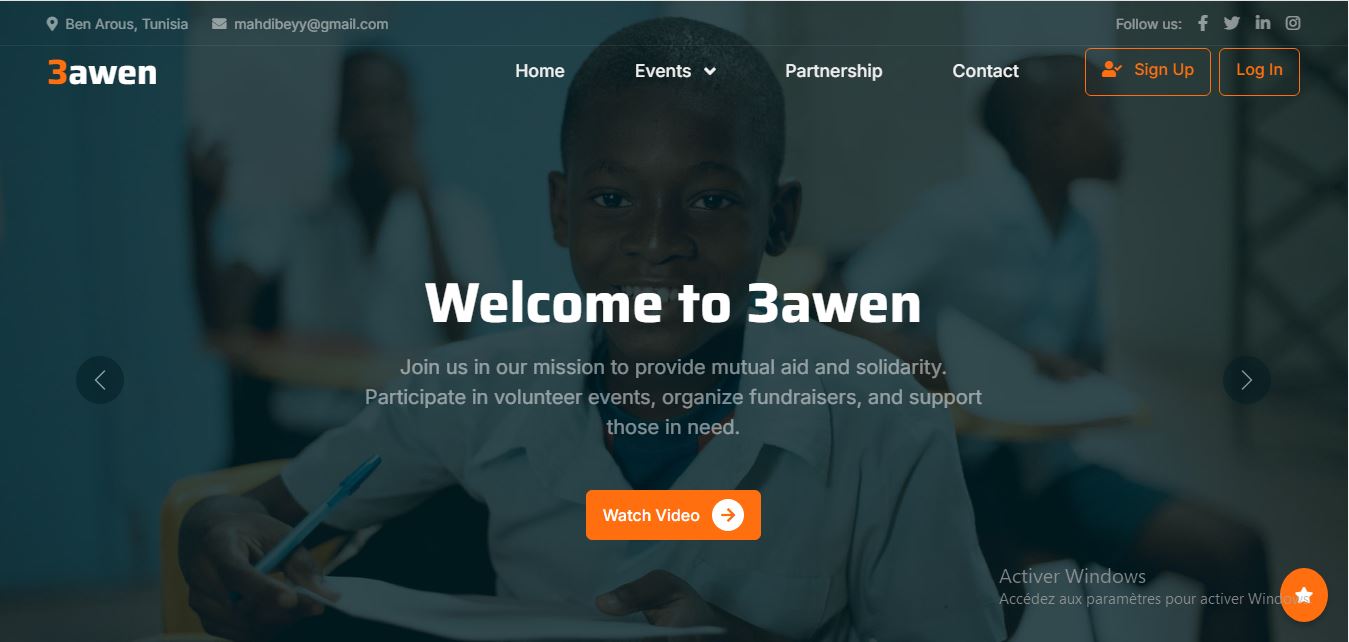 Ben Arous, Tunisia
mahdibeyy@gmail.com
Follow us:
3awen
Home
Events
Partnership
Contact
Sign Up
Log In
Welcome to 3awen
Join us in our mission to provide mutual aid and solidarity.
Participate in volunteer events, organize fundraisers, and support
those in need.
Watch Video
Activer Windows
Accédez aux paramètres pour activer Windows.